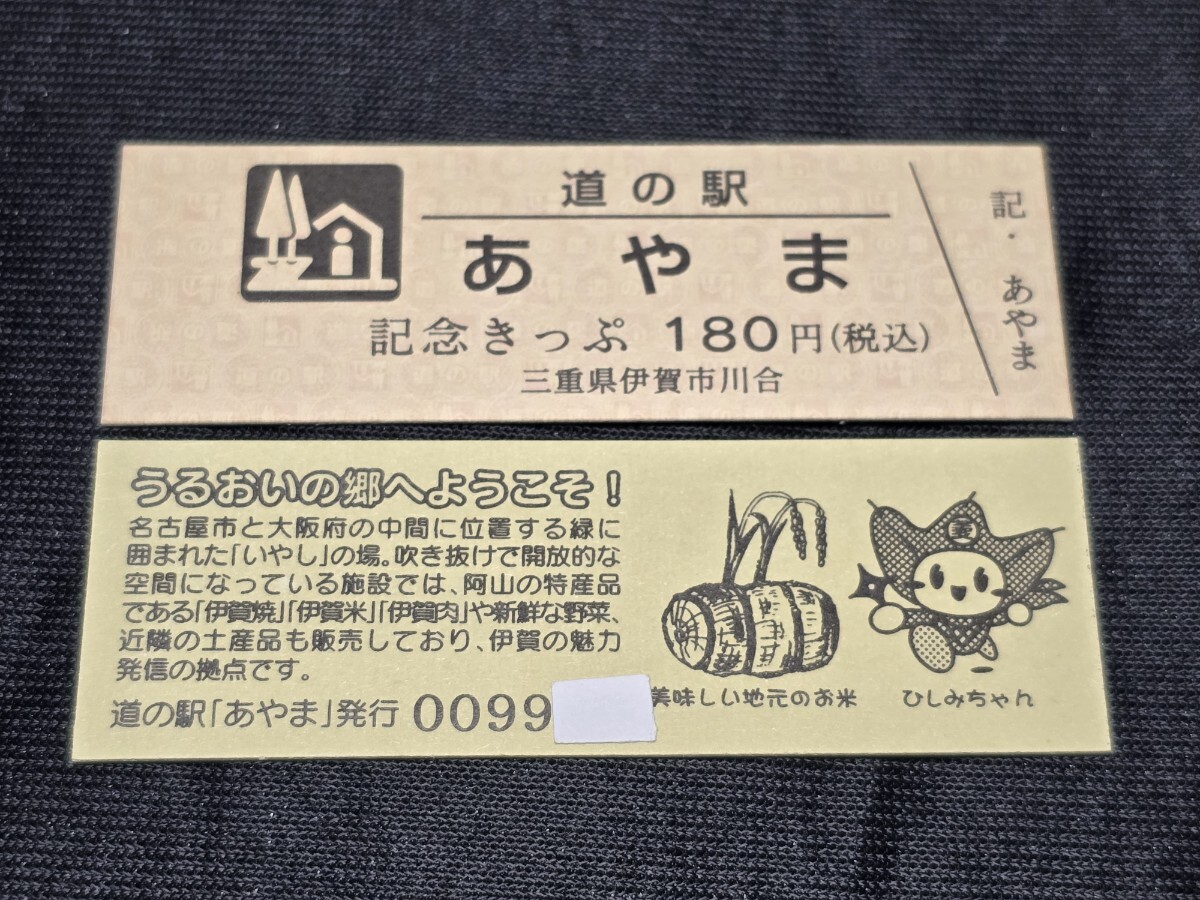 道の駅
あやま
記念きっぷ 180円(税込)
三重県伊賀市川合
記・あやま
うるおいの郷へようこそ!
名古屋市と大阪府の中間に位置する緑に
囲まれた「いやし」の場。吹き抜けで開放的な
空間になっている施設では、阿山の特産品
である「伊賀焼」「伊賀米」「伊賀肉」や新鮮な野菜、
近隣の土産品も販売しており、伊賀の魅力
発信の拠点です。
道の駅「あやま」発行 0099
美味しい地元のお米
ひしみちゃん